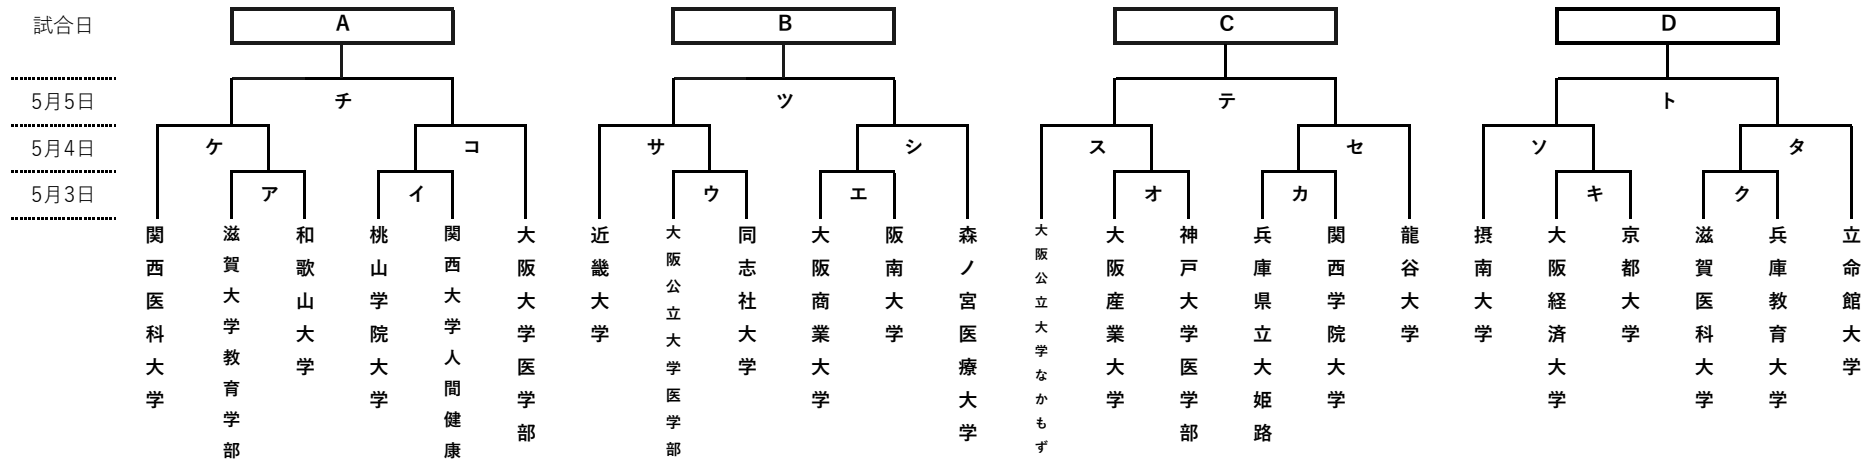 試合日 A B C D
5月5日 チ ツ テ ト
5月4日 ケ コ サ シ ス セ ソ タ
5月3日 ア イ ウ エ オ カ キ ク
関西医科大学
滋賀大学教育学部
和歌山大学
桃山学院大学
関西大学人間健康
大阪大学医学部
近畿大学
大阪公立大学医学部
同志社大学
大阪商業大学
阪南大学
森ノ宮医療大学
大阪公立大学なかもず
大阪産業大学
神戸大学医学部
兵庫県立大姫路
関西学院大学
龍谷大学
摂南大学
大阪経済大学
京都大学
滋賀医科大学
兵庫教育大学
立命館大学